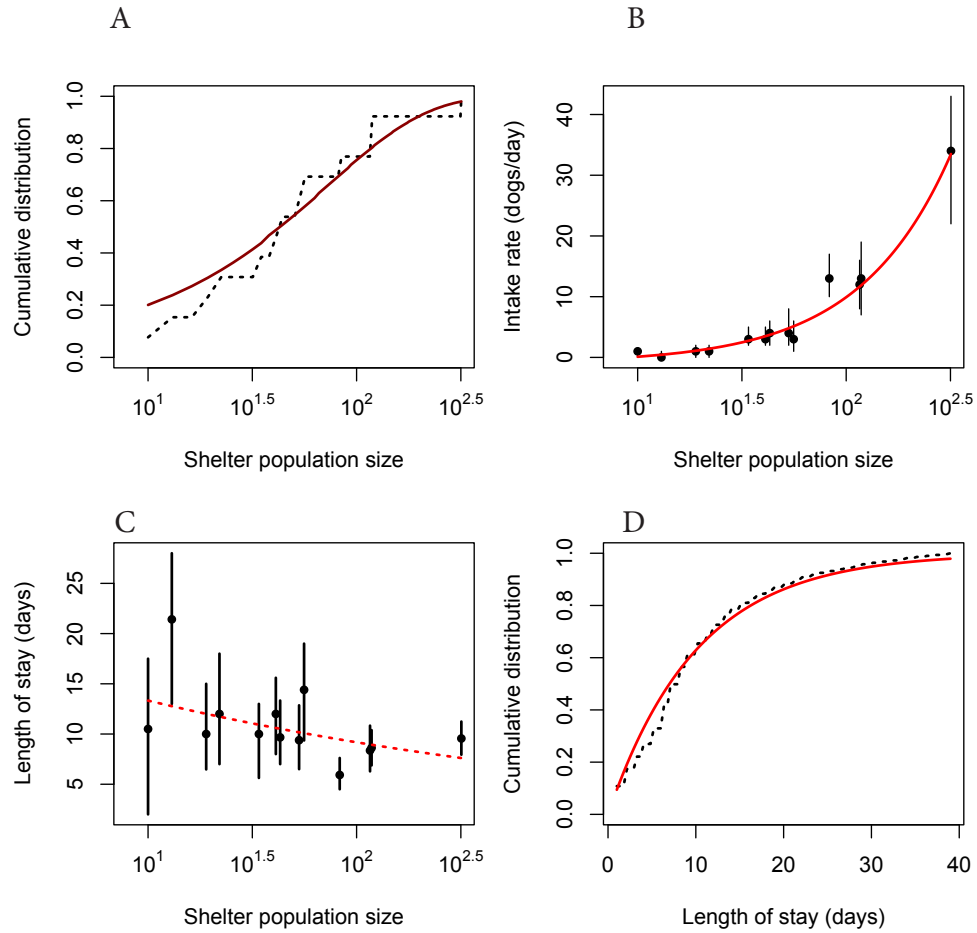 A
Cumulative distribution
0.0 0.2 0.4 0.6 0.8 1.0
10^1 10^1.5 10^2 10^2.5
Shelter population size
B
Intake rate (dogs/day)
0 10 20 30 40
10^1 10^1.5 10^2 10^2.5
Shelter population size
C
Length of stay (days)
5 10 15 20 25
10^1 10^1.5 10^2 10^2.5
Shelter population size
D
Cumulative distribution
0.0 0.2 0.4 0.6 0.8 1.0
0 10 20 30 40
Length of stay (days)